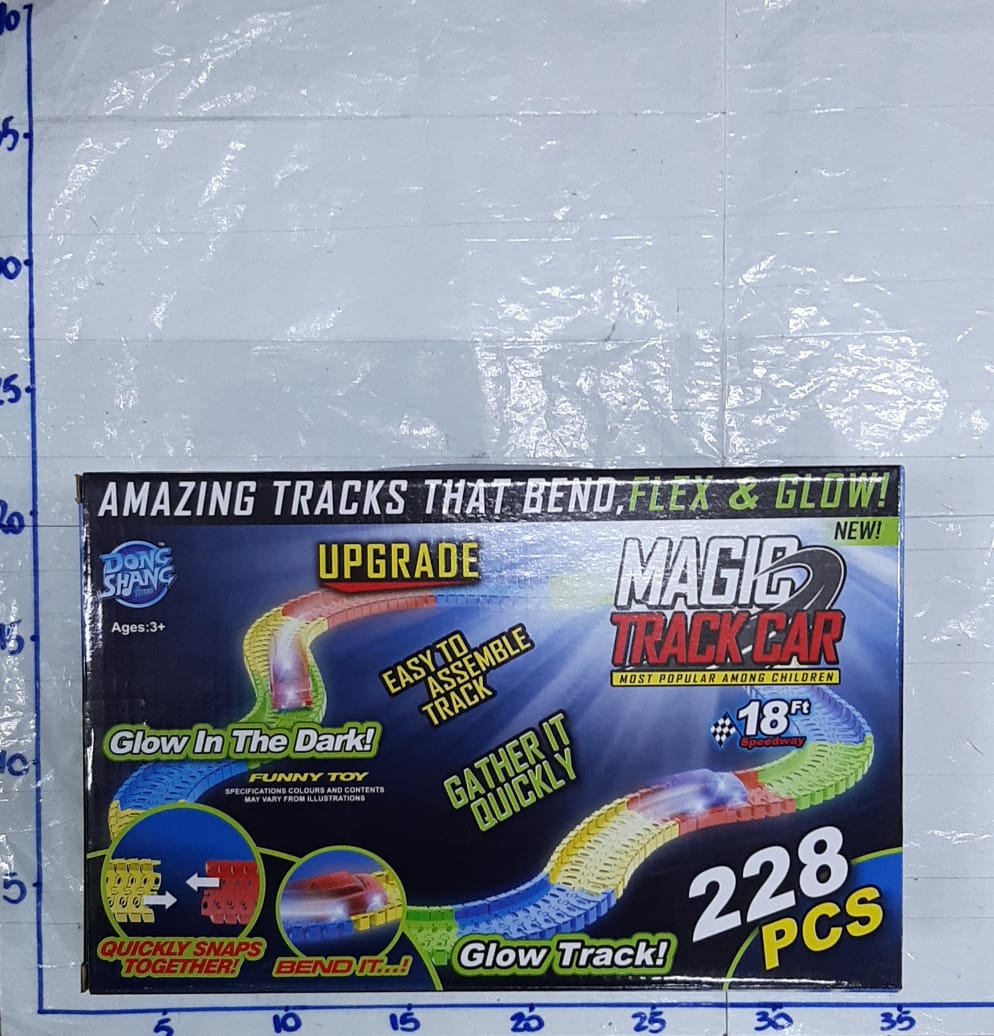 AMAZING TRACKS THAT BEND, FLEX & GLOW!
NEW!
DONG
SHANG
TM
Ages:3+
UPGRADE
MAGIC
TRACK CAR
MOST POPULAR AMONG CHILDREN
EASY TO
ASSEMBLE
TRACK
18Ft
Speedway
Glow In The Dark!
FUNNY TOY
SPECIFICATIONS COLOURS AND CONTENTS
MAY VARY FROM ILLUSTRATIONS
GATHER IT
QUICKLY
228
PCS
QUICKLY SNAPS
TOGETHER!
BEND IT...!
Glow Track!
5
10
15
20
25
30
35